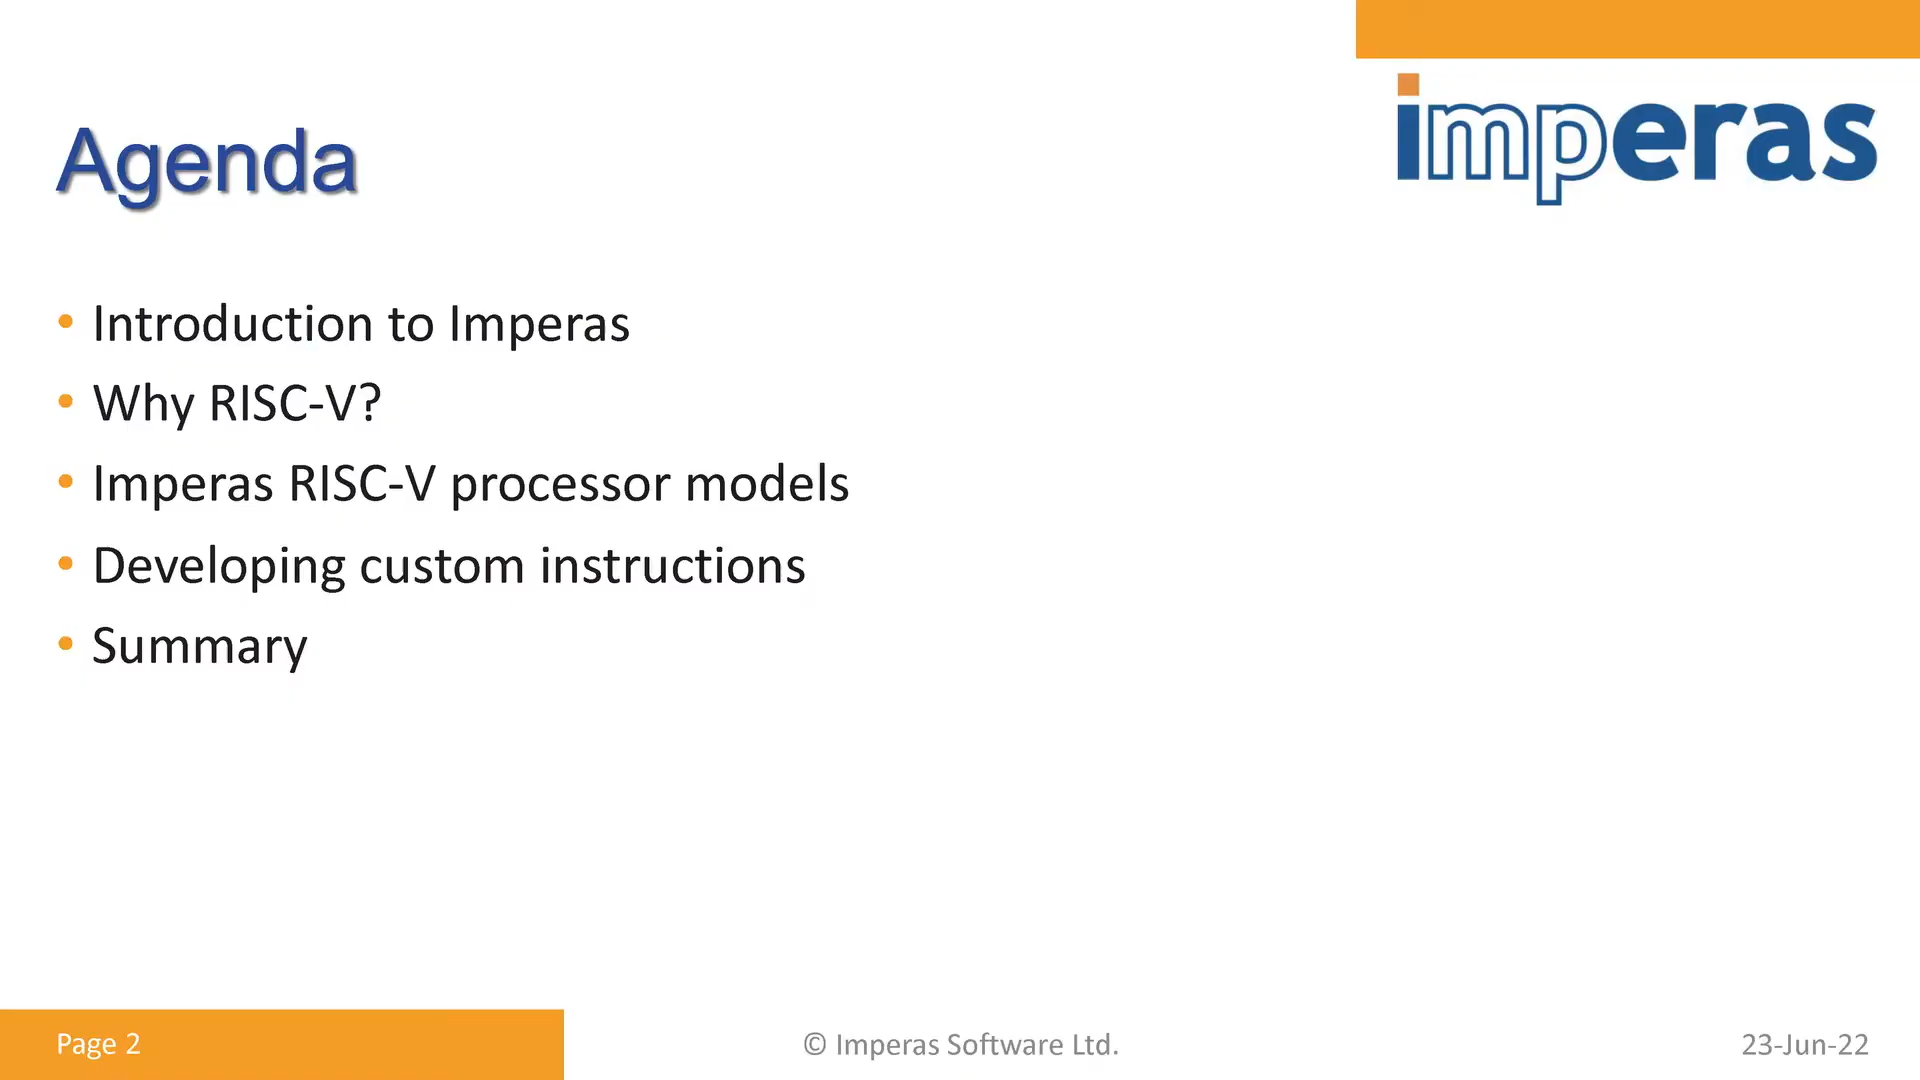 imperas
Agenda
• Introduction to Imperas
• Why RISC-V?
• Imperas RISC-V processor models
• Developing custom instructions
• Summary
Page 2
© Imperas Software Ltd.
23-Jun-22